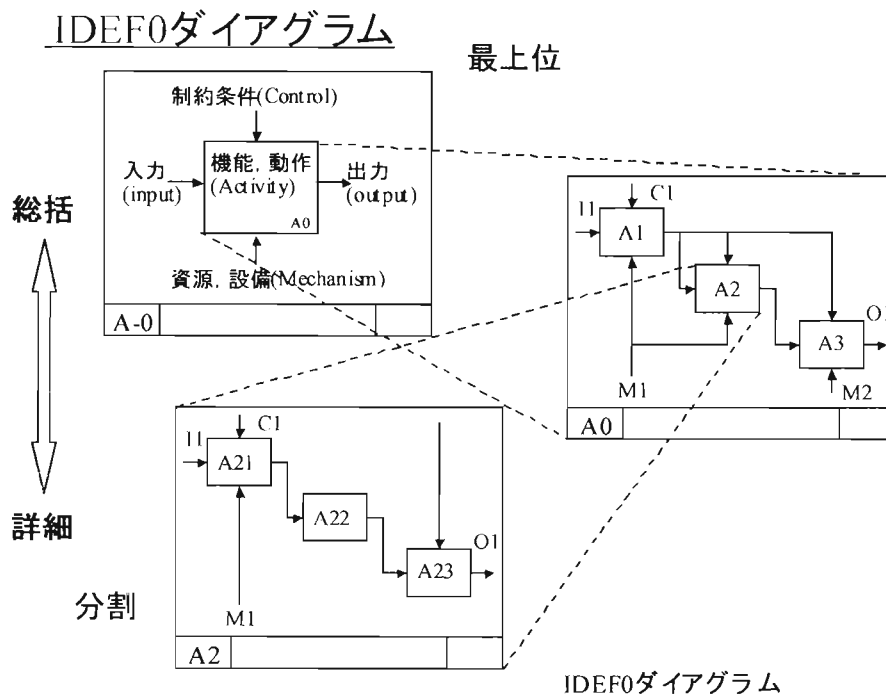 IDEF0ダイアグラム
最上位
制約条件(Control)
入力
(input)
機能, 動作
(Activity)
A0
出力
(output)
資源, 設備(Mechanism)
A-0
総括
詳細
I1
C1
A1
A2
A3
M1
M2
A0
I1
C1
A21
A22
A23
O1
M1
A2
分割
IDEF0ダイアグラム